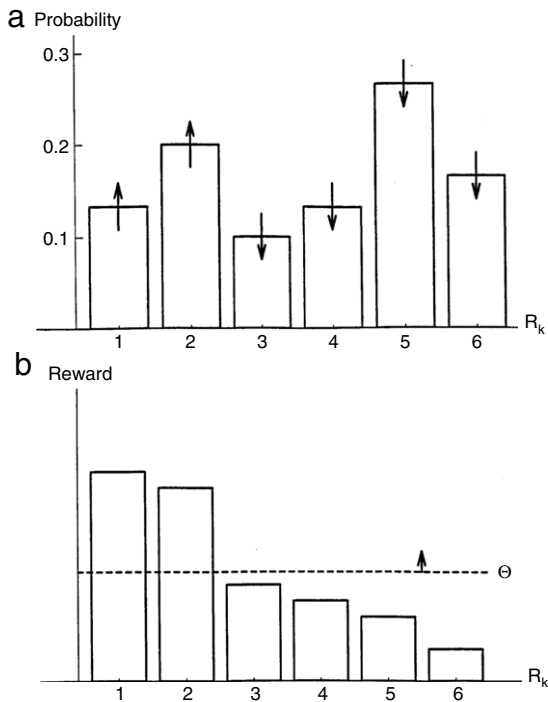 a Probability
0.3
0.2
0.1
1 2 3 4 5 6 R_k
b Reward
Θ
1 2 3 4 5 6 R_k